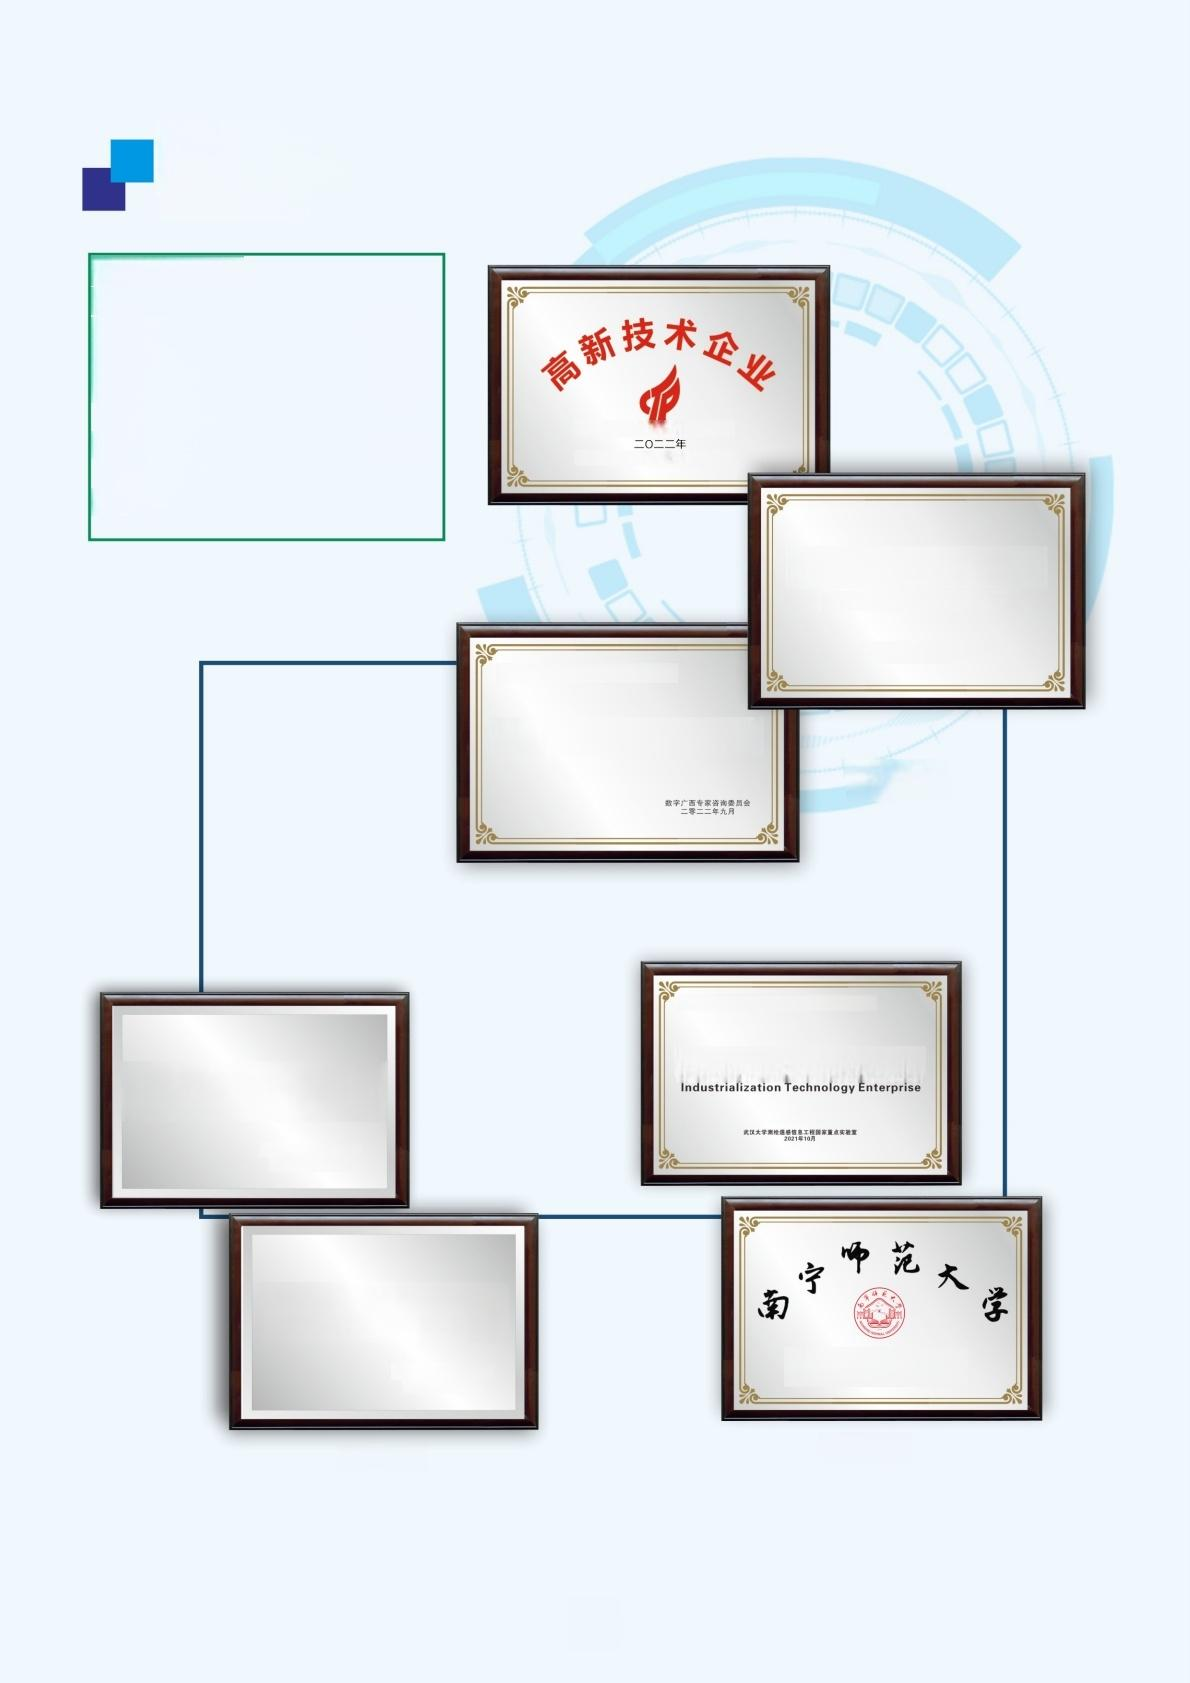 高新技术企业
二〇二二年
数字广西专家咨询委员会
二零二二年九月
Industrialization Technology Enterprise
武汉大学测绘遥感信息工程国家重点实验室
2021年10月
南宁师范大学